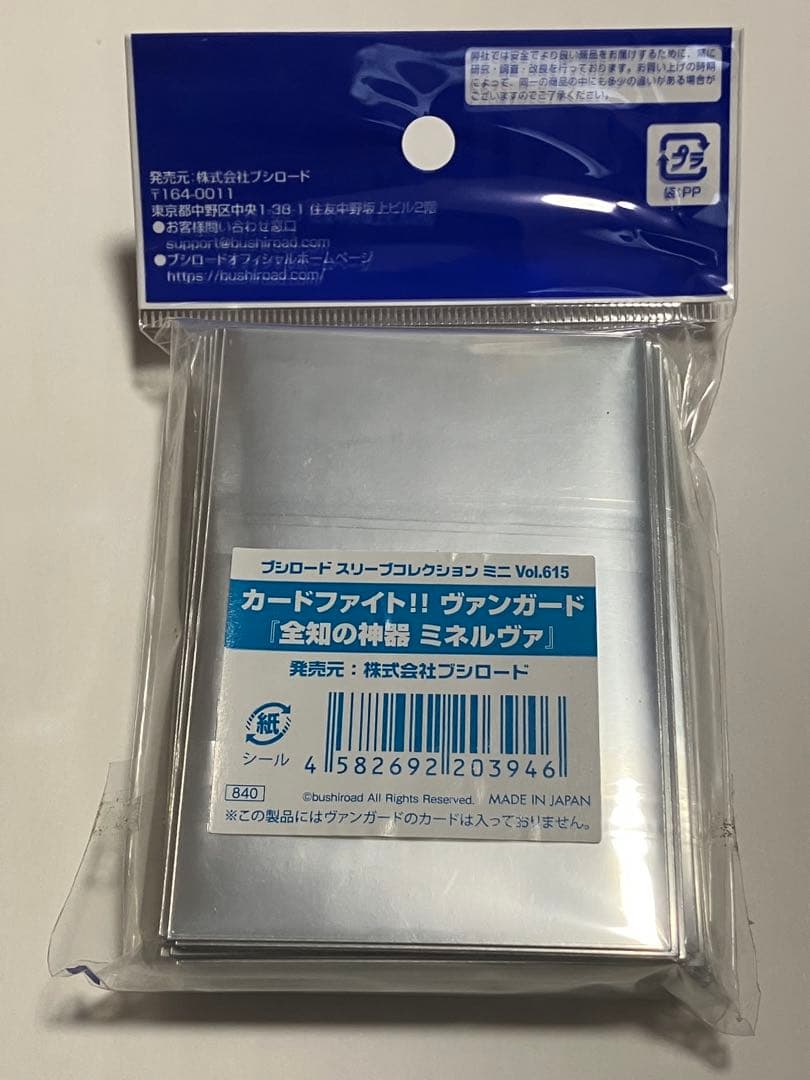 弊社では安全でより良い商品をお届けするために、常に
研究・調査・改良を行っております。お買い上げの時期
によって、同一の商品の中にも多少の違いがある場合が
ございますのでご了承ください。
プラ
袋:PP
発売元:株式会社ブシロード
〒164-0011
東京都中野区中央1-38-1 住友中野坂上ビル2階
●お客様問い合わせ窓口
support@bushiroad.com
●ブシロードオフィシャルホームページ
https://bushiroad.com/
ブシロード スリーブコレクション ミニ Vol.615
カードファイト!! ヴァンガード
『全知の神器 ミネルヴァ』
発売元:株式会社ブシロード
紙
シール
4 582692 203946
840
©bushiroad All Rights Reserved. MADE IN JAPAN
※この製品にはヴァンガードのカードは入っておりません。